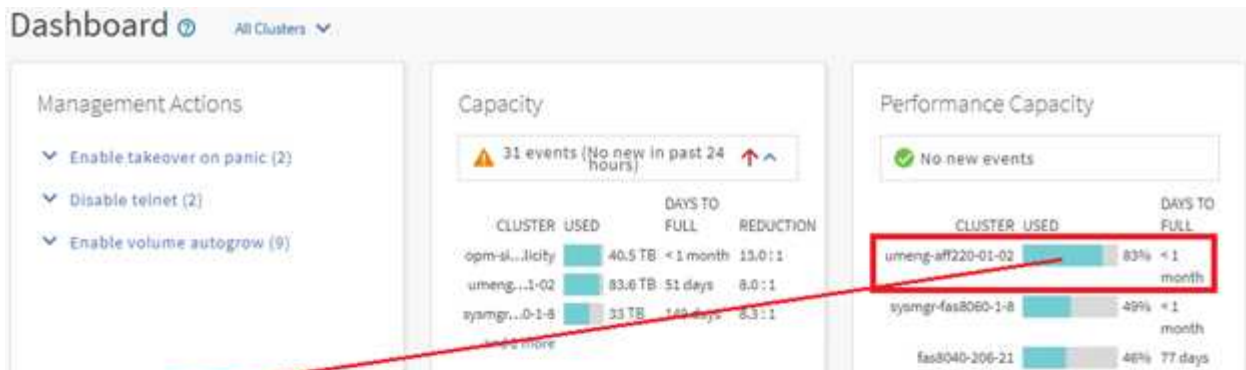 Dashboard
All Clusters
Management Actions
Enable takeover on panic (2)
Disable telnet (2)
Enable volume autogrow (9)
Capacity
31 events (No new in past 24
hours)
DAYS TO
CLUSTER USED FULL REDUCTION
opm-si...licity 40.5 TB < 1 month 13.0 : 1
umeng...1-02 83.6 TB 51 days 8.0 : 1
sysmgr...0-1-8 33 TB 149 days 8.3 : 1
more
Performance Capacity
No new events
DAYS TO
CLUSTER USED FULL
umeng-aff220-01-02 83% < 1
month
sysmgr-fas8060-1-8 49% < 1
month
fas8040-206-21 46% 77 days